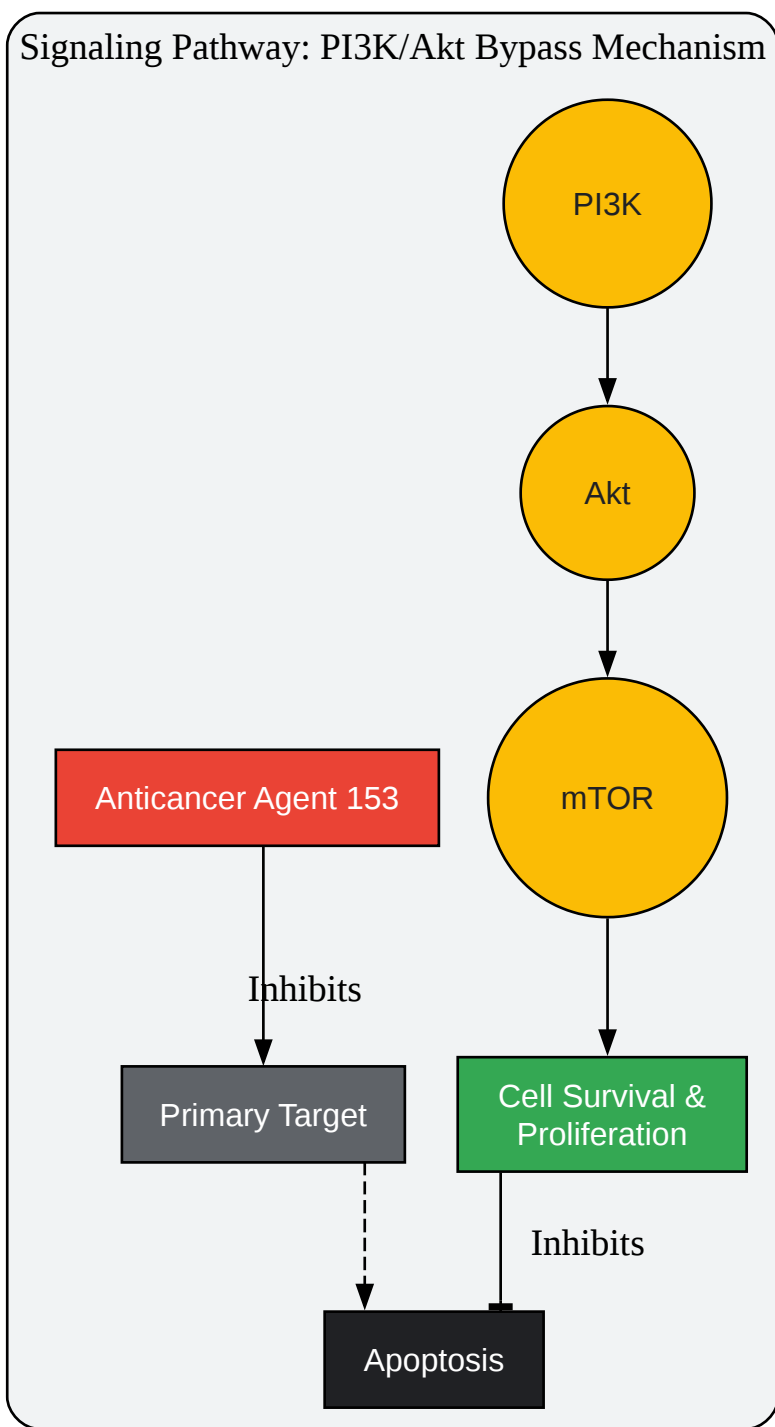 Signaling Pathway: PI3K/Akt Bypass Mechanism
PI3K
Akt
Anticancer Agent 153
mTOR
Inhibits
Primary Target
Cell Survival &
Proliferation
Inhibits
Apoptosis